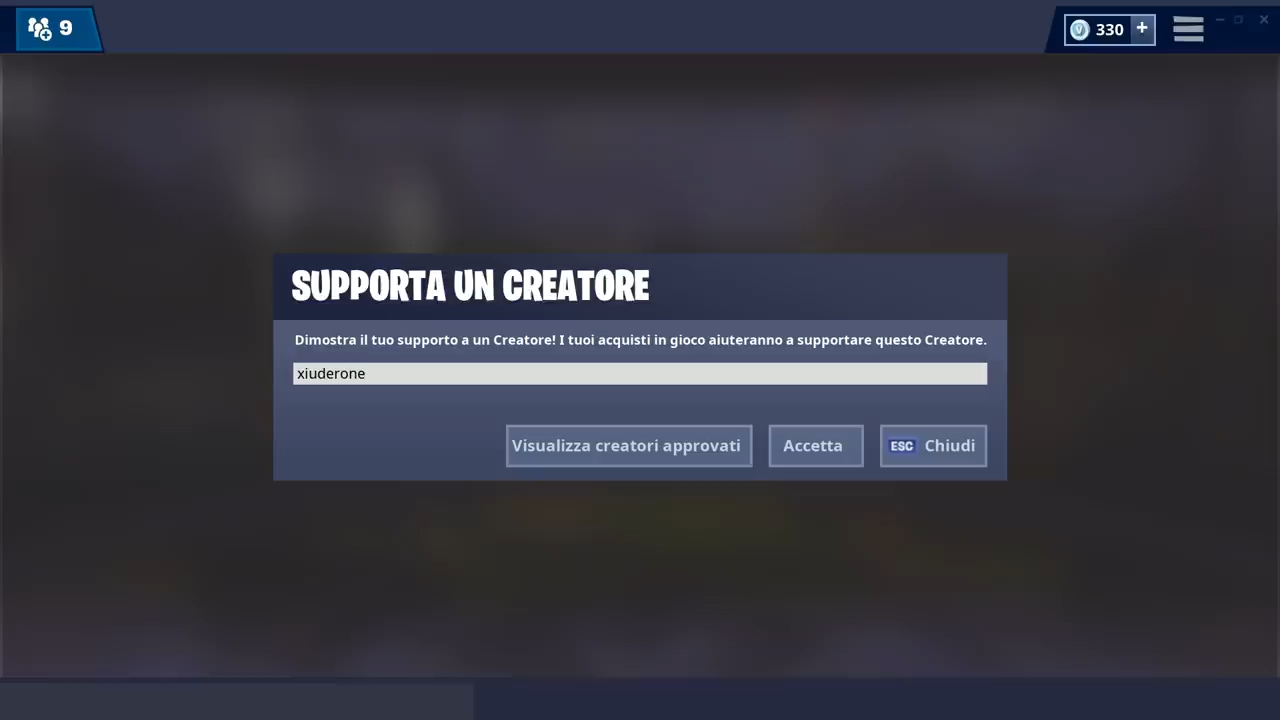 9
330 +
SUPPORTA UN CREATORE
Dimostra il tuo supporto a un Creatore! I tuoi acquisti in gioco aiuteranno a supportare questo Creatore.
xiuderone
Visualizza creatori approvati
Accetta
ESC Chiudi